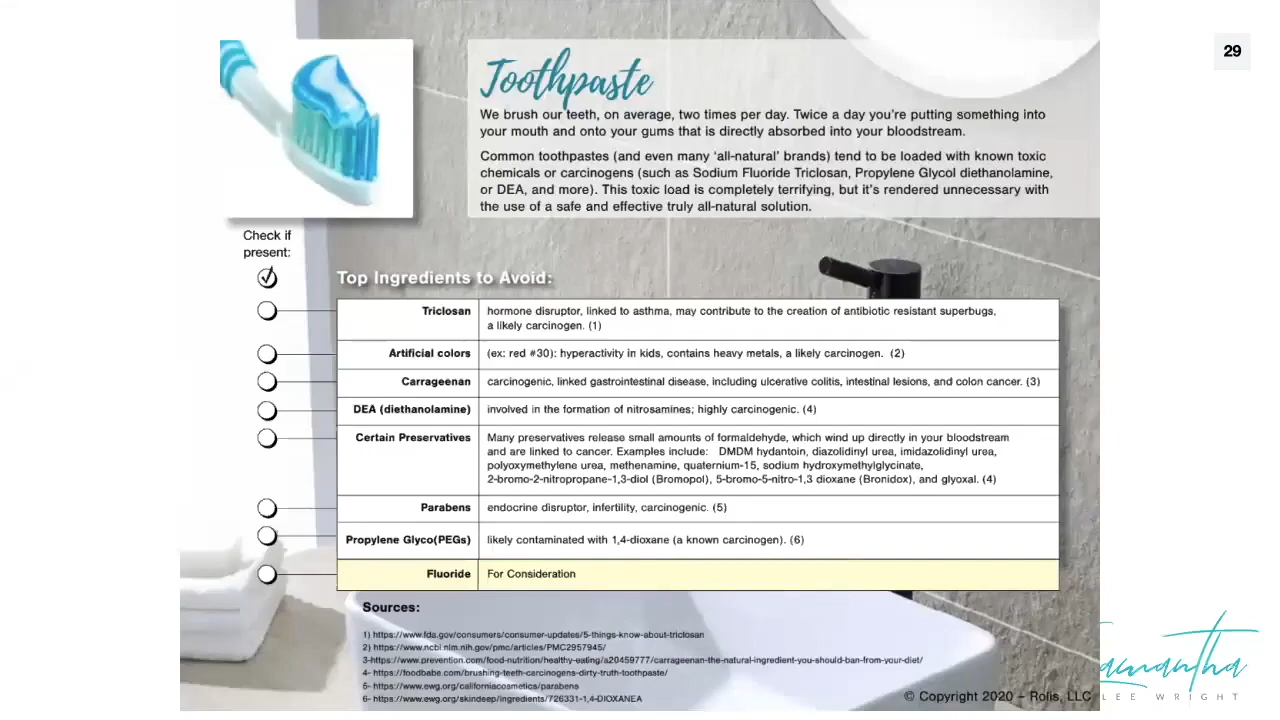 29
Toothpaste
We brush our teeth, on average, two times per day. Twice a day you're putting something into
your mouth and onto your gums that is directly absorbed into your bloodstream.
Common toothpastes (and even many 'all-natural' brands) tend to be loaded with known toxic
chemicals or carcinogens (such as Sodium Fluoride Triclosan, Propylene Glycol diethanolamine,
or DEA, and more). This toxic load is completely terrifying, but it's rendered unnecessary with
the use of a safe and effective truly all-natural solution.
Check if
present:
Top Ingredients to Avoid:
Triclosan
hormone disruptor, linked to asthma, may contribute to the creation of antibiotic resistant superbugs,
a likely carcinogen. (1)
Artificial colors
(ex: red #30): hyperactivity in kids, contains heavy metals, a likely carcinogen. (2)
Carrageenan
carcinogenic, linked gastrointestinal disease, including ulcerative colitis, intestinal lesions, and colon cancer. (3)
DEA (diethanolamine)
involved in the formation of nitrosamines; highly carcinogenic. (4)
Certain Preservatives
Many preservatives release small amounts of formaldehyde, which wind up directly in your bloodstream
and are linked to cancer. Examples include: DMDM hydantoin, diazolidinyl urea, imidazolidinyl urea,
polyoxymethylene urea, methenamine, quaternium-15, sodium hydroxymethylglycinate,
2-bromo-2-nitropropane-1,3-diol (Bromopol), 5-bromo-5-nitro-1,3 dioxane (Bronidox), and glyoxal. (4)
Parabens
endocrine disruptor, infertility, carcinogenic. (5)
Propylene Glyco(PEGs)
likely contaminated with 1,4-dioxane (a known carcinogen). (6)
Fluoride
For Consideration
Sources:
1) https://www.fda.gov/consumers/consumer-updates/5-things-know-about-triclosan
2) https://www.ncbi.nlm.nih.gov/pmc/articles/PMC2957945/
3-https://www.prevention.com/food-nutrition/healthy-eating/a20459777/carrageenan-the-natural-ingredient-you-should-ban-from-your-diet/
4- https://foodbabe.com/brushing-teeth-carcinogens-dirty-truth-toothpaste/
5- https://www.ewg.org/californiacosmetics/parabens
6- https://www.ewg.org/skindeep/ingredients/726331-1,4-DIOXANEA
© Copyright 2020 – Rolis, LLC
amantha
LEE WRIGHT